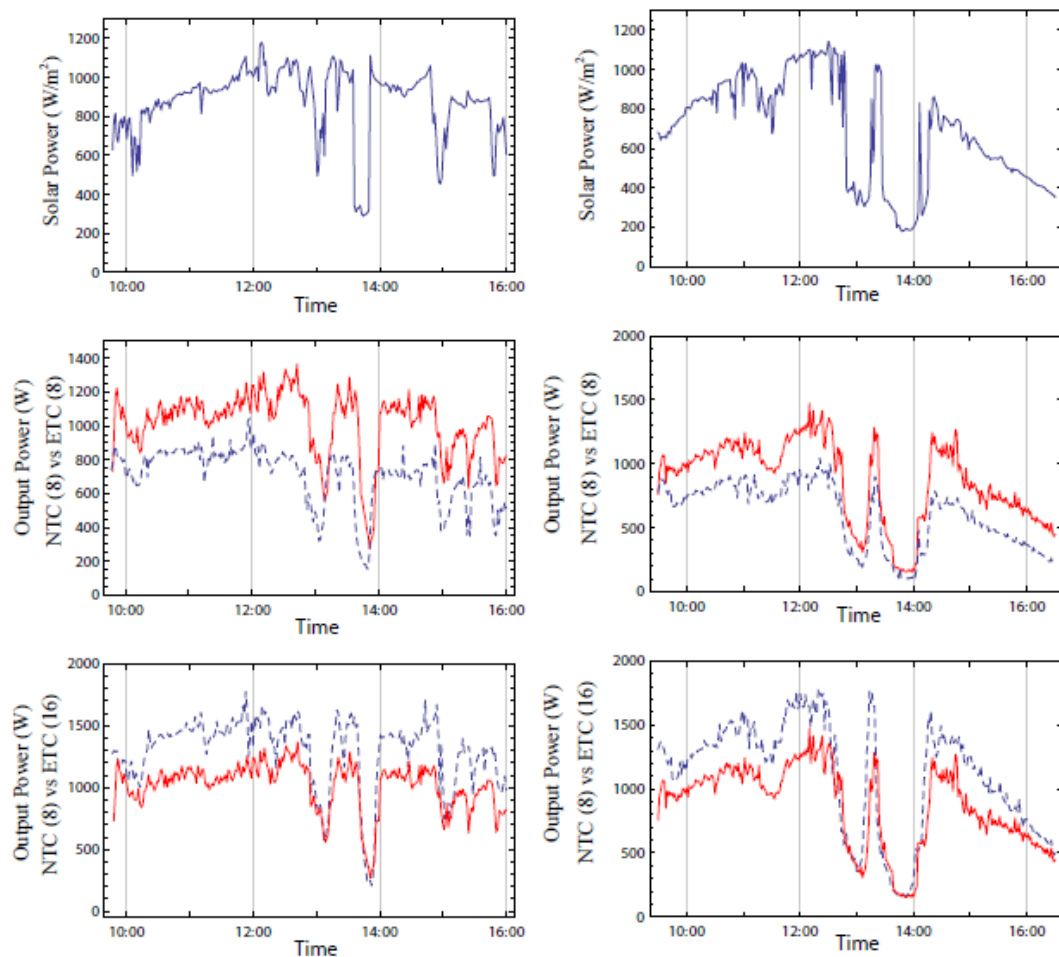 Solar Power (W/m²)
1200
1000
800
600
400
200
0
10:00 12:00 14:00 16:00
Time
Solar Power (W/m²)
1200
1000
800
600
400
200
0
10:00 12:00 14:00 16:00
Time
Output Power (W)
NTC (8) vs ETC (8)
1400
1200
1000
800
600
400
200
0
10:00 12:00 14:00 16:00
Time
Output Power (W)
NTC (8) vs ETC (8)
2000
1500
1000
500
0
10:00 12:00 14:00 16:00
Time
Output Power (W)
NTC (8) vs ETC (16)
2000
1500
1000
500
0
10:00 12:00 14:00 16:00
Time
Output Power (W)
NTC (8) vs ETC (16)
2000
1500
1000
500
0
10:00 12:00 14:00 16:00
Time